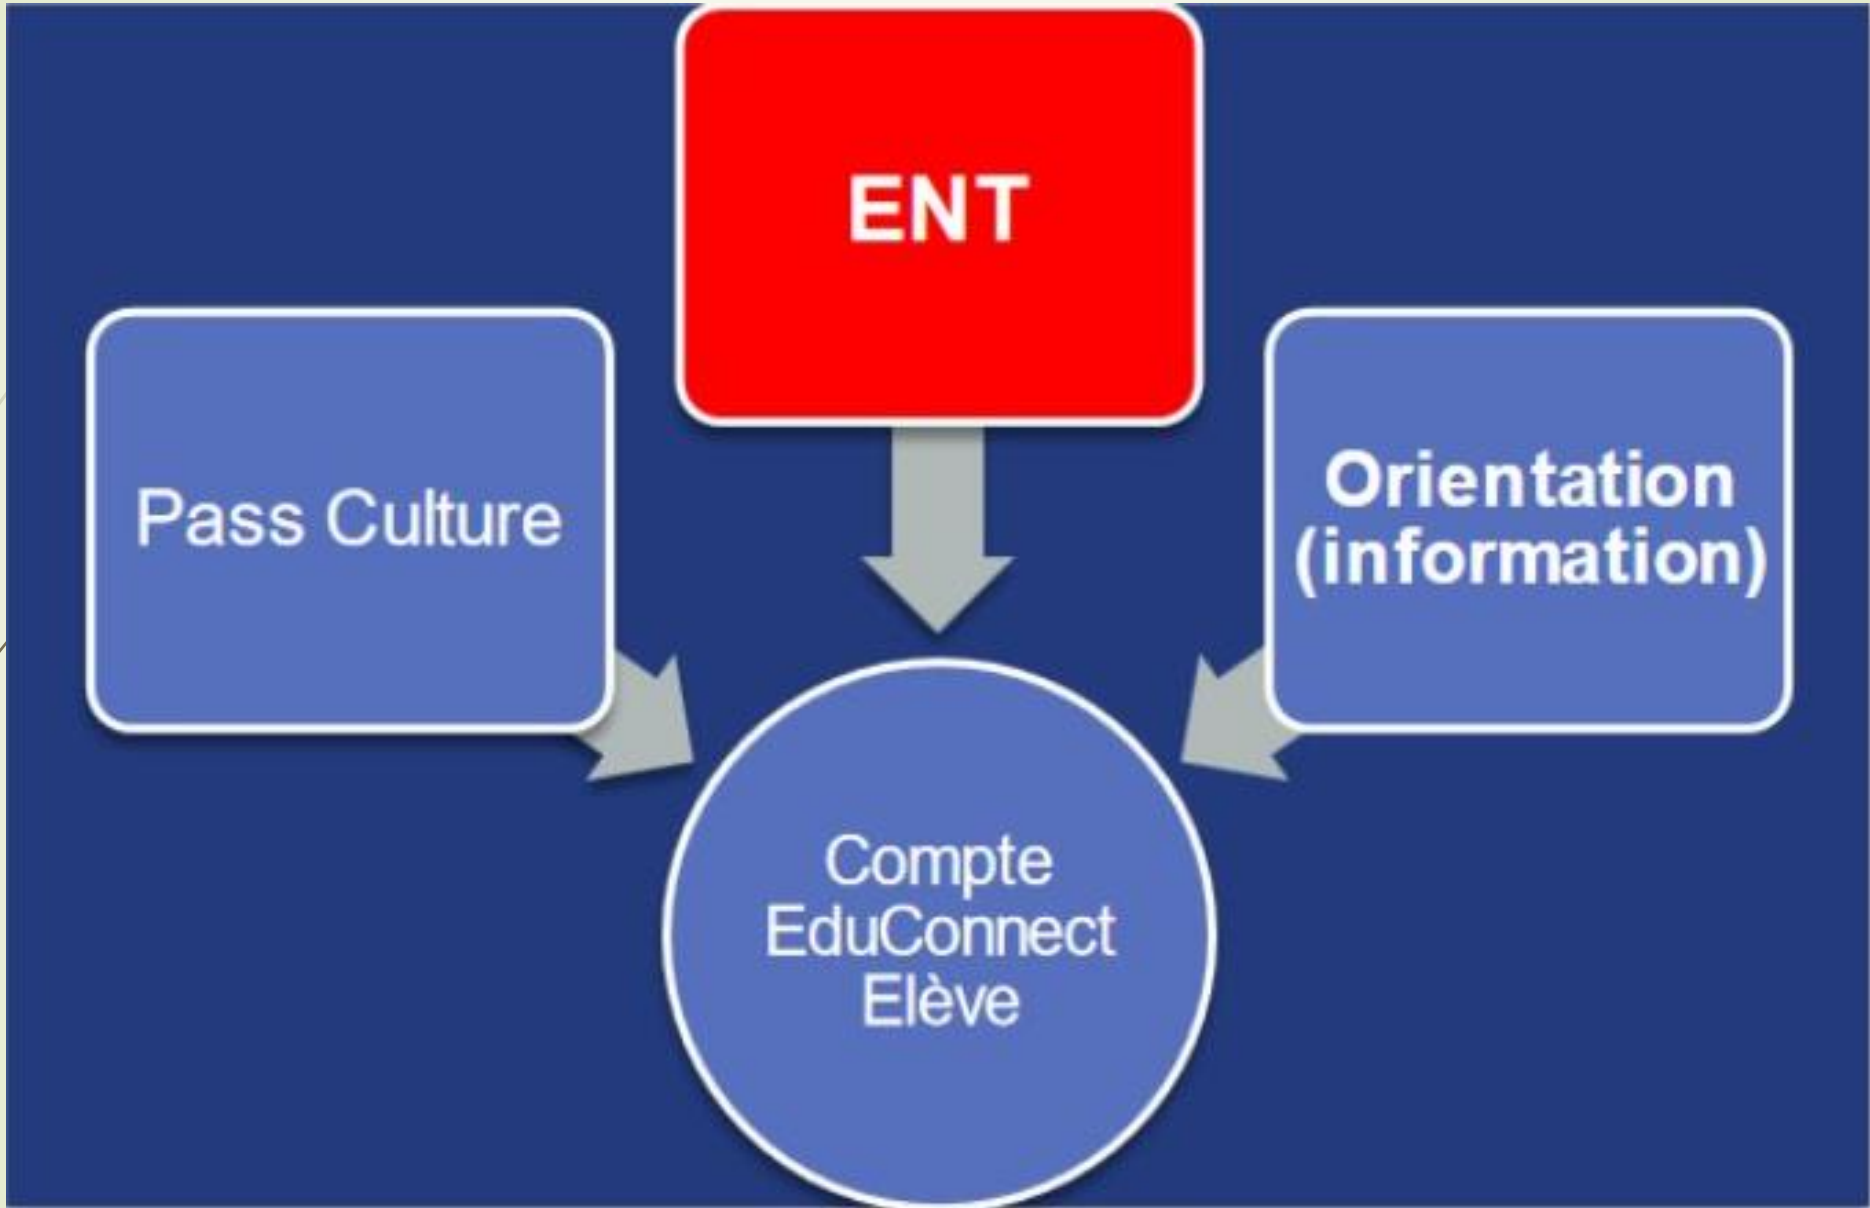 ENT
Pass Culture
Orientation
(information)
Compte
EduConnect
Elève